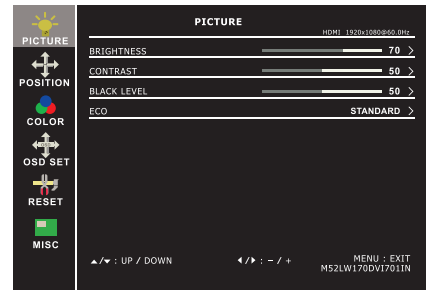 PICTURE
HDMI 1920x1080@60.0Hz
PICTURE
BRIGHTNESS 70 >
CONTRAST 50 >
BLACK LEVEL 50 >
ECO STANDARD >
POSITION
COLOR
OSD
OSD SET
RESET
MISC
▲/▼ : UP / DOWN ◀/▶ : - / + MENU : EXIT
M52LW170DVI701IN